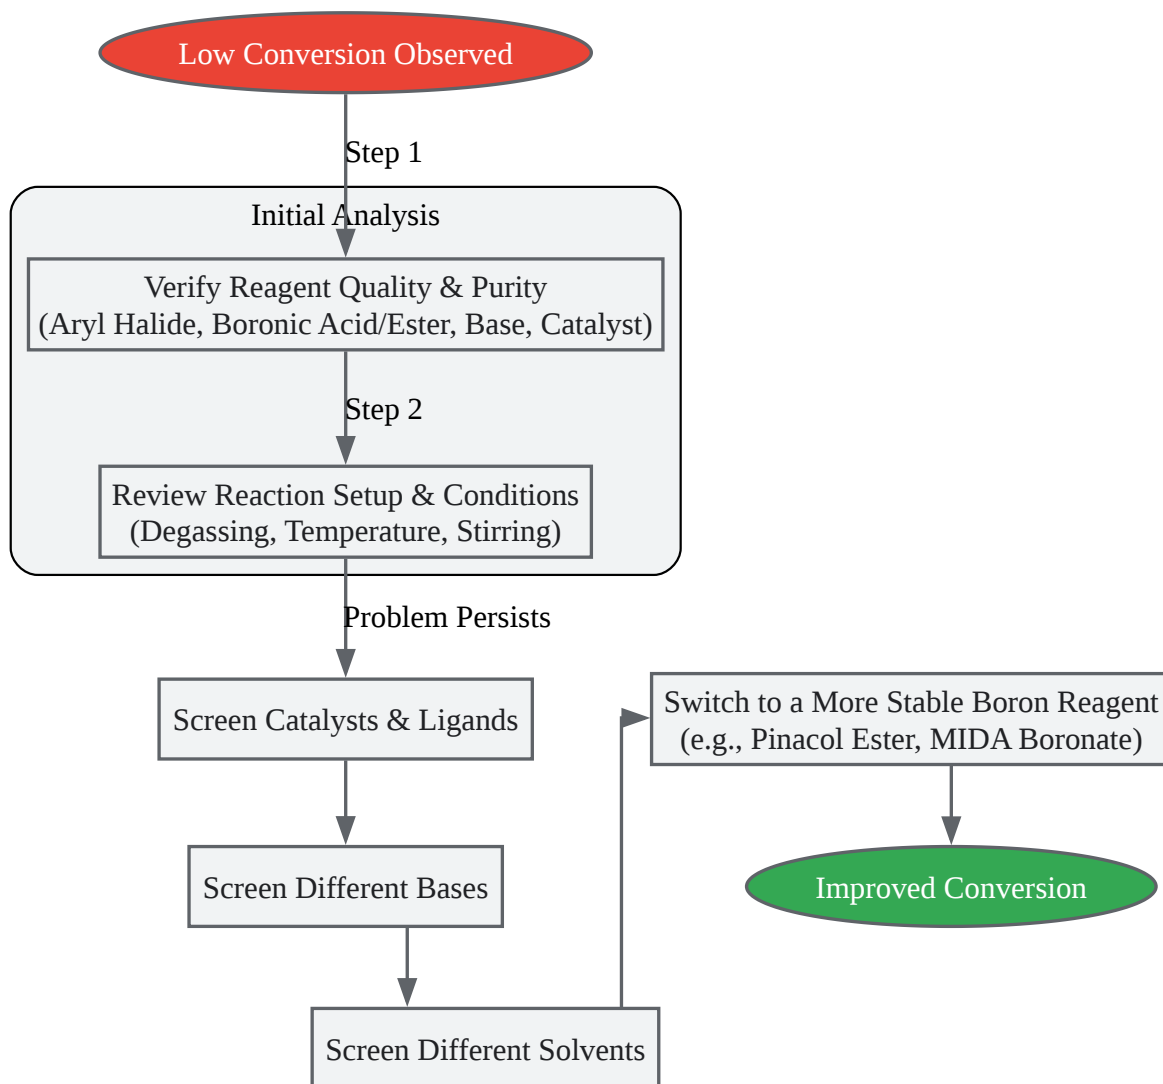 Low Conversion Observed
Step 1
Initial Analysis
Verify Reagent Quality & Purity
(Aryl Halide, Boronic Acid/Ester, Base, Catalyst)
Step 2
Review Reaction Setup & Conditions
(Degassing, Temperature, Stirring)
Problem Persists
Screen Catalysts & Ligands
Screen Different Bases
Screen Different Solvents
Switch to a More Stable Boron Reagent
(e.g., Pinacol Ester, MIDA Boronate)
Improved Conversion